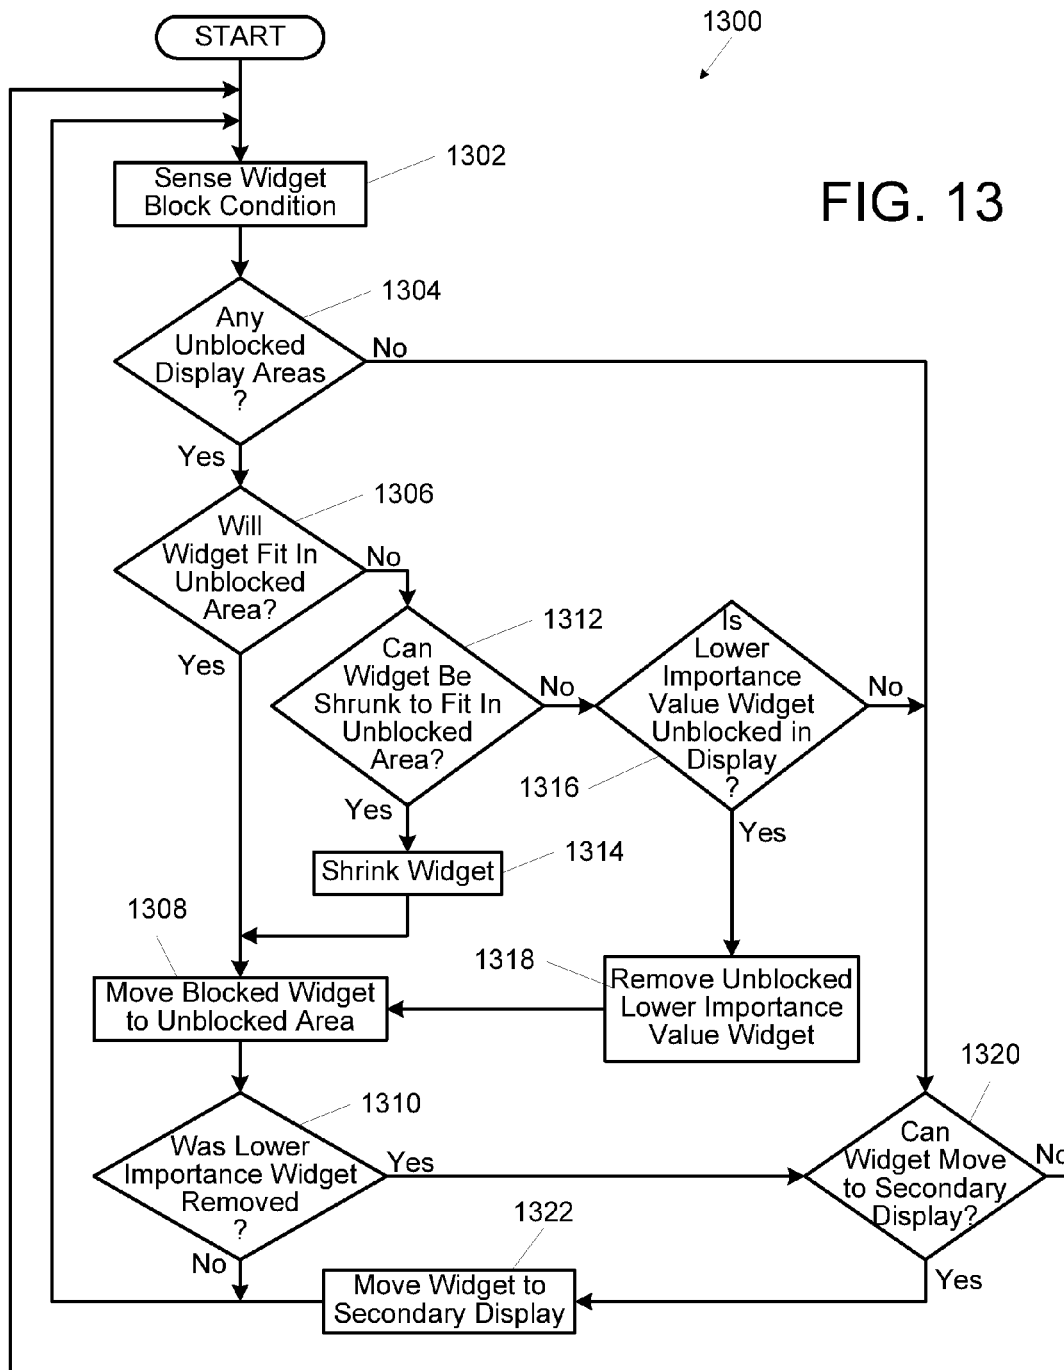 START
1300
1302
Sense Widget
Block Condition
FIG. 13
1304
Any
Unblocked
Display Areas
?
No
Yes
1306
Will
Widget Fit In
Unblocked
Area?
No
Yes
1312
Can
Widget Be
Shrunk to Fit In
Unblocked
Area?
No
Yes
Is
Lower
Importance
Value Widget
Unblocked in
Display
?
No
1316
Yes
Shrink Widget
1314
1308
Move Blocked Widget
to Unblocked Area
1318
Remove Unblocked
Lower Importance
Value Widget
1310
Was Lower
Importance Widget
Removed
?
Yes
No
1320
Can
Widget Move
to Secondary
Display?
No
Yes
1322
Move Widget to
Secondary Display